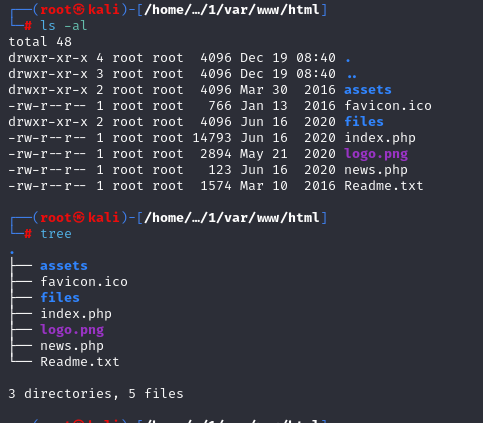 ┌──(root㉿kali)-[/home/…/1/var/www/html]
└─# ls -al
total 48
drwxr-xr-x 4 root root  4096 Dec 19 08:40 .
drwxr-xr-x 3 root root  4096 Dec 19 08:40 ..
drwxr-xr-x 2 root root  4096 Mar 30  2016 assets
-rw-r--r-- 1 root root   766 Jan 13  2016 favicon.ico
drwxr-xr-x 2 root root  4096 Jun 16  2020 files
-rw-r--r-- 1 root root 14793 Jun 16  2020 index.php
-rw-r--r-- 1 root root  2894 May 21  2020 logo.png
-rw-r--r-- 1 root root   123 Jun 16  2020 news.php
-rw-r--r-- 1 root root  1574 Mar 10  2016 Readme.txt
┌──(root㉿kali)-[/home/…/1/var/www/html]
└─# tree
.
├── assets
├── favicon.ico
├── files
├── index.php
├── logo.png
├── news.php
└── Readme.txt
3 directories, 5 files
┌──(root㉿kali)-[/home/…/1/var/www/html]